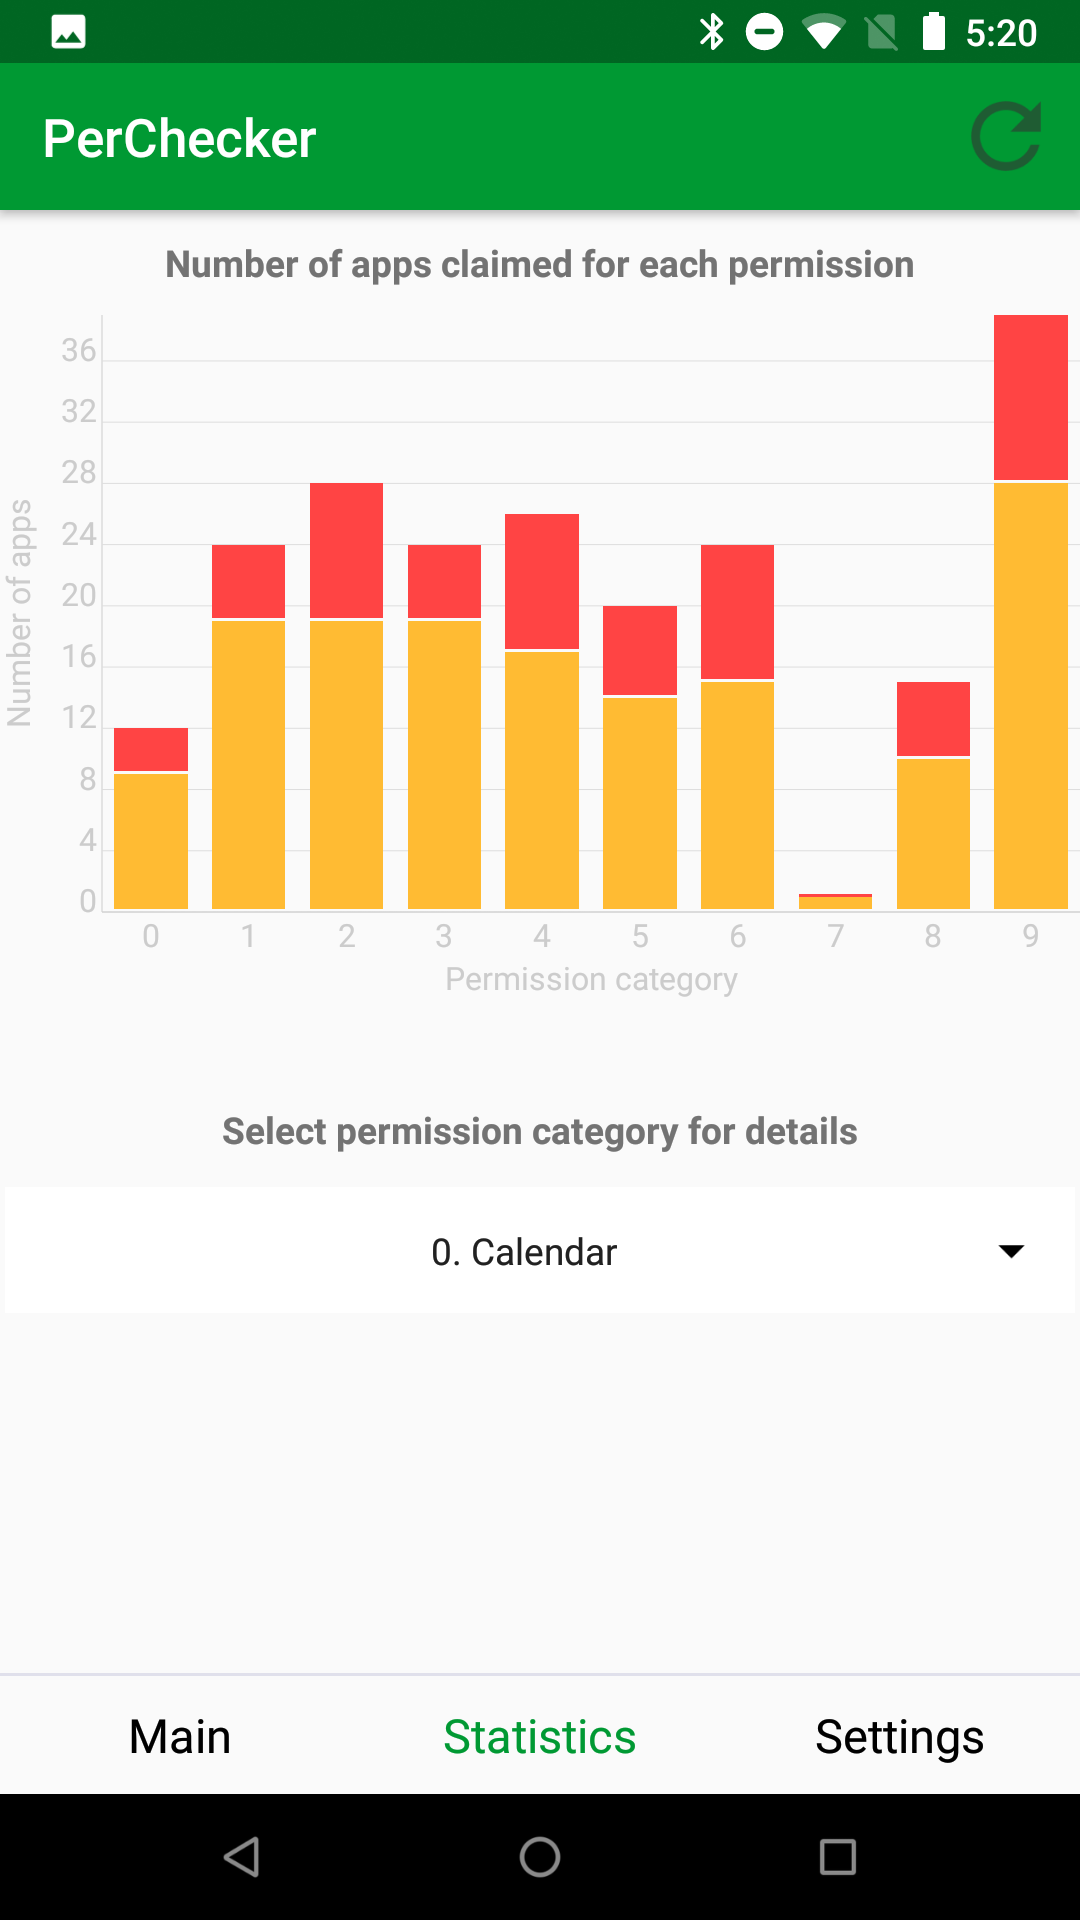 5:20
PerChecker
Number of apps claimed for each permission
36
32
28
24
20
16
12
8
4
0
Number of apps
0 1 2 3 4 5 6 7 8 9
Permission category
Select permission category for details
0. Calendar
Main Statistics Settings